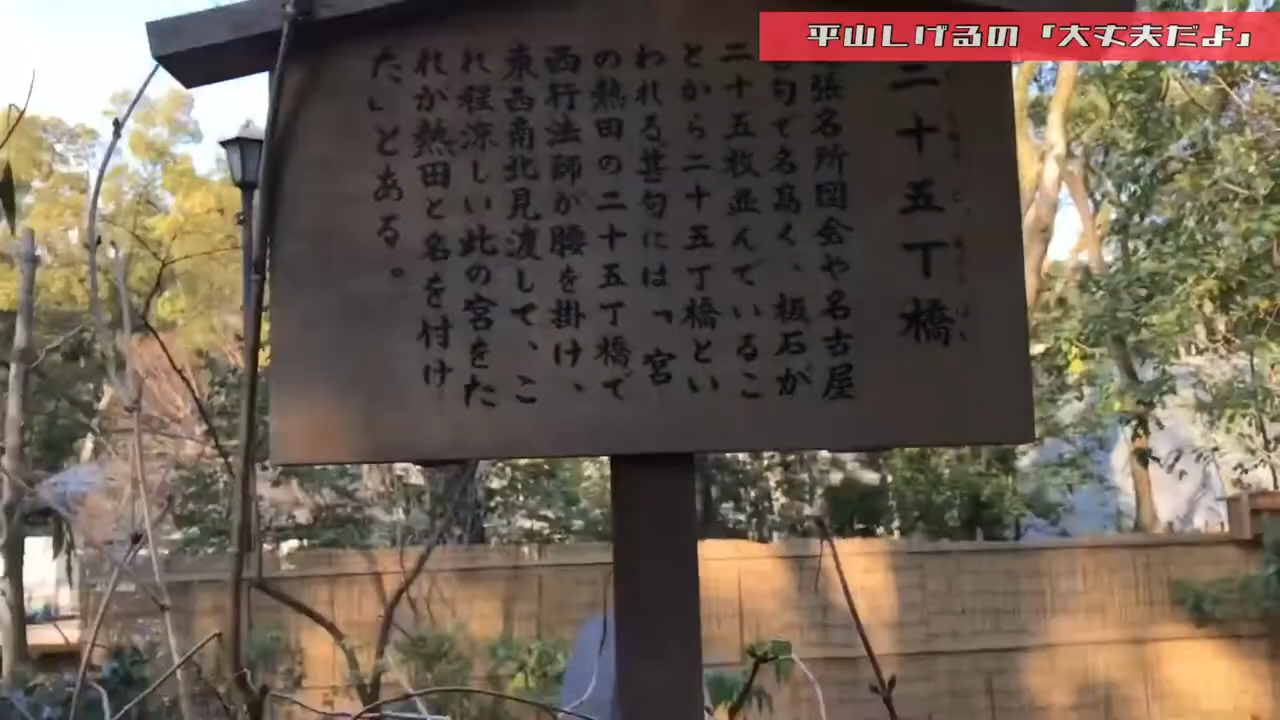 平山しげるの「大丈夫だよ」
二十五丁橋
張名所図会や名古屋
句で名高く、板石が
二十五枚並んでいるこ
とから二十五丁橋とい
われる。甚句には「宮
の熱田の二十五丁橋で
西行法師が腰を掛け、
東西南北見渡して、こ
れ程涼しい此の宮をた
れが熱田と名を付け
た」とある。